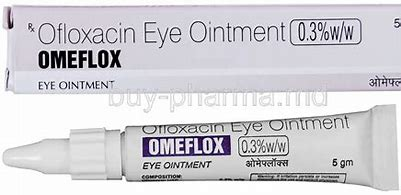 ℞ Ofloxacin Eye Ointment 0.3%w/w
OMEFLOX
EYE OINTMENT
ओमेफ्लॉक्स
buy-pharma.md
Ofloxacin Eye Ointment
OMEFLOX 0.3%w/w
EYE OINTMENT ओमेफ्लॉक्स 5 gm
COMPOSITION: